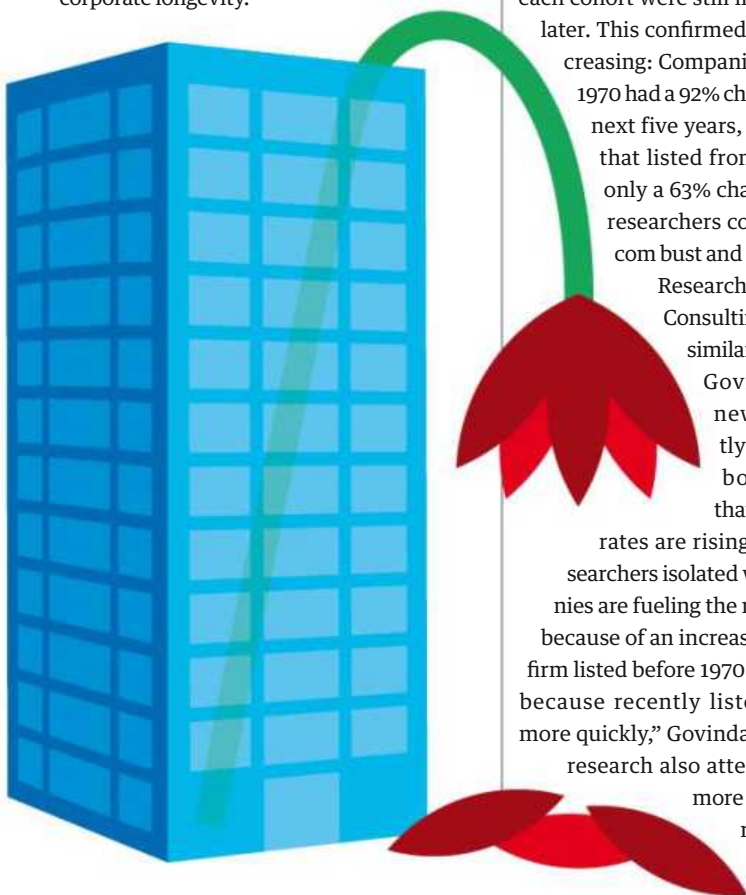 corporate longevity.
each cohort were still
later. This confirmed
creasing: Compani
1970 had a 92% ch
next five years,
that listed fro
only a 63% cha
researchers co
com bust and
Research
Consulti
simila
Gov
new
tly
bo
tha
rates are rising
searchers isolated
nies are fueling the
because of an increas
firm listed before 1970
because recently list
more quickly,” Govinda
research also atte
more